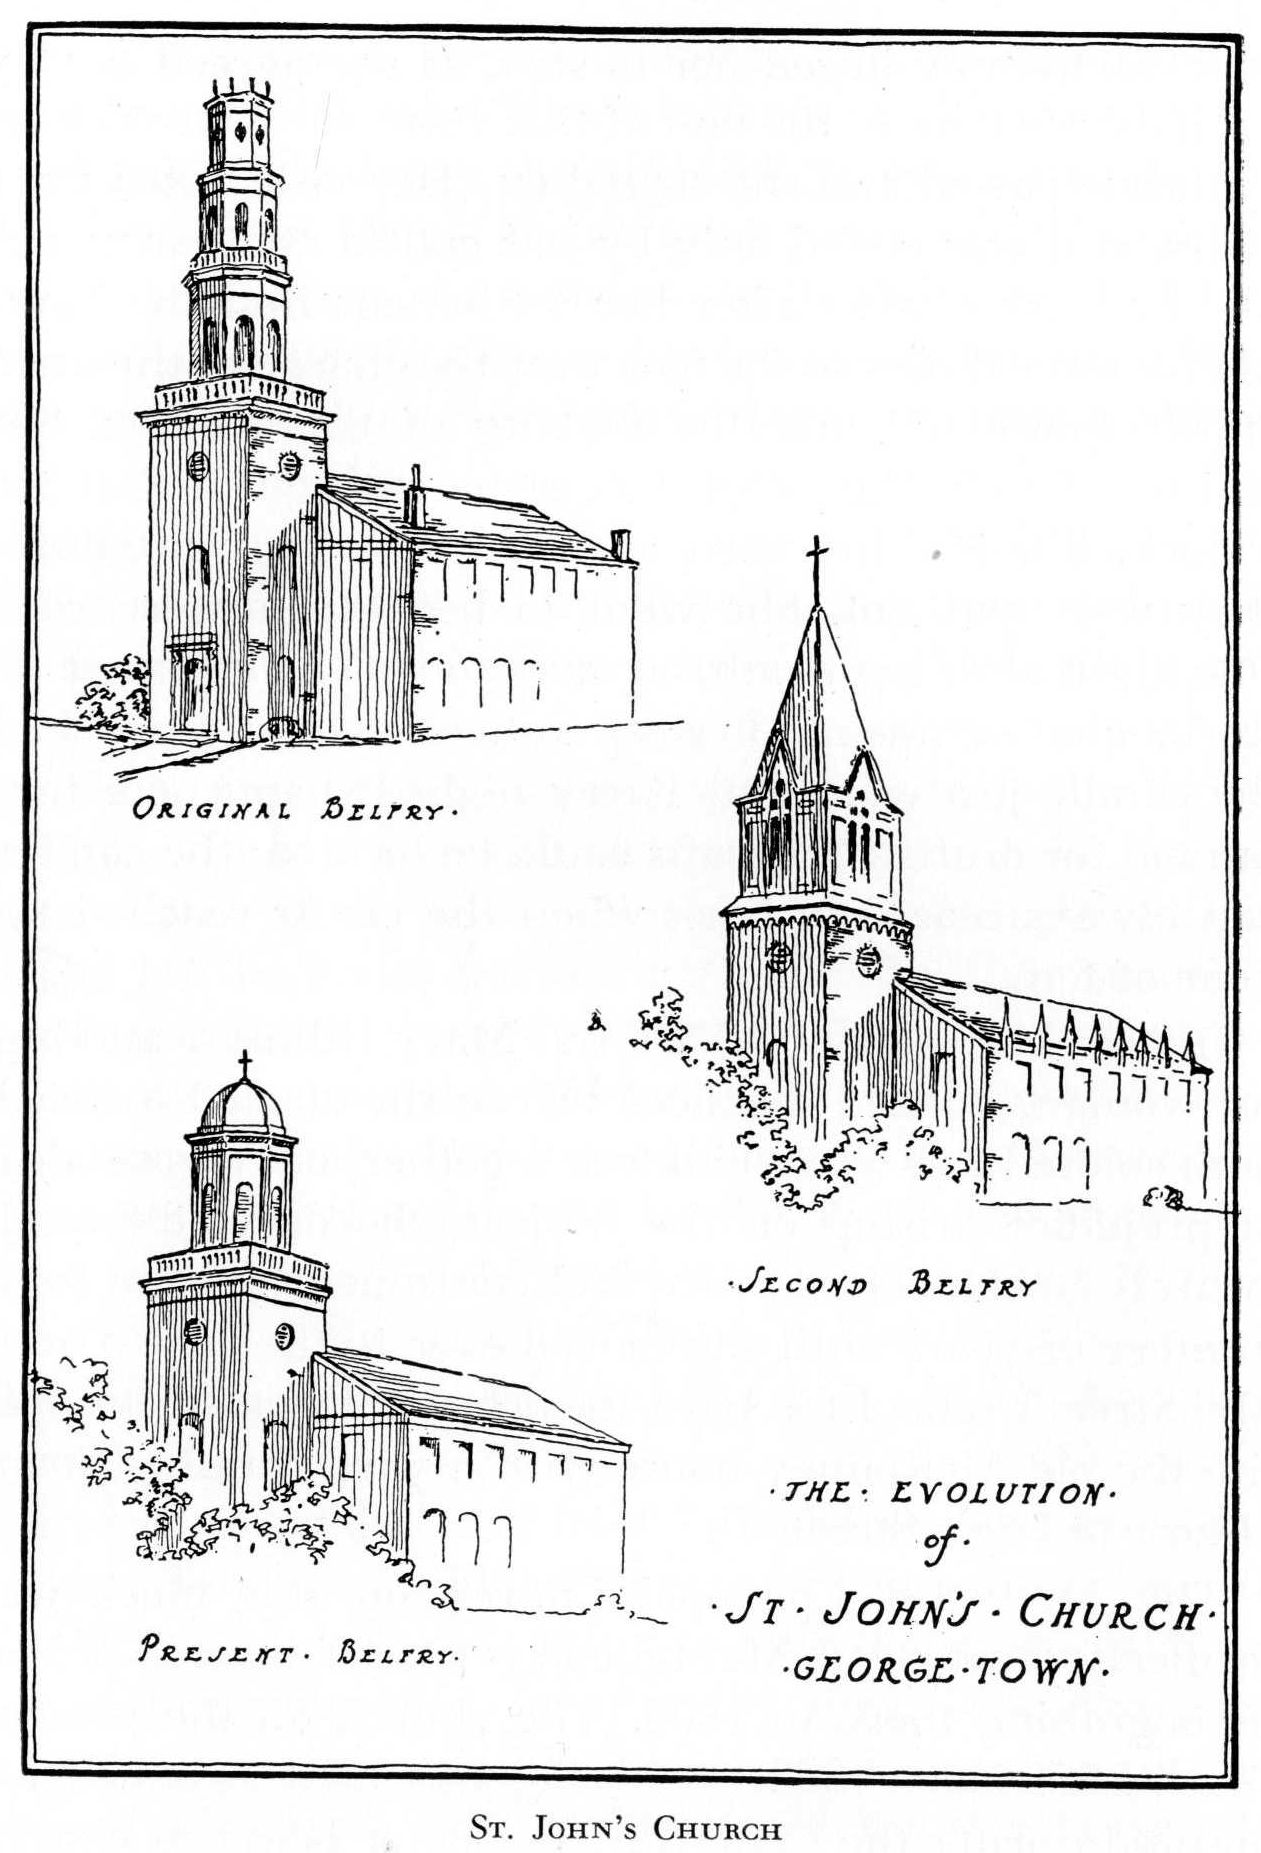 ORIGINAL BELFRY.
·SECOND BELFRY
PRESENT · BELFRY.
·THE· EVOLUTION·
of·
·ST· JOHN'S · CHURCH·
·GEORGE·TOWN·
ST. JOHN'S CHURCH